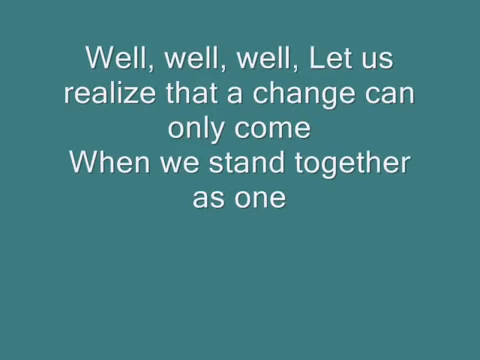 Well, well, well, Let us
realize that a change can
only come
When we stand together
as one